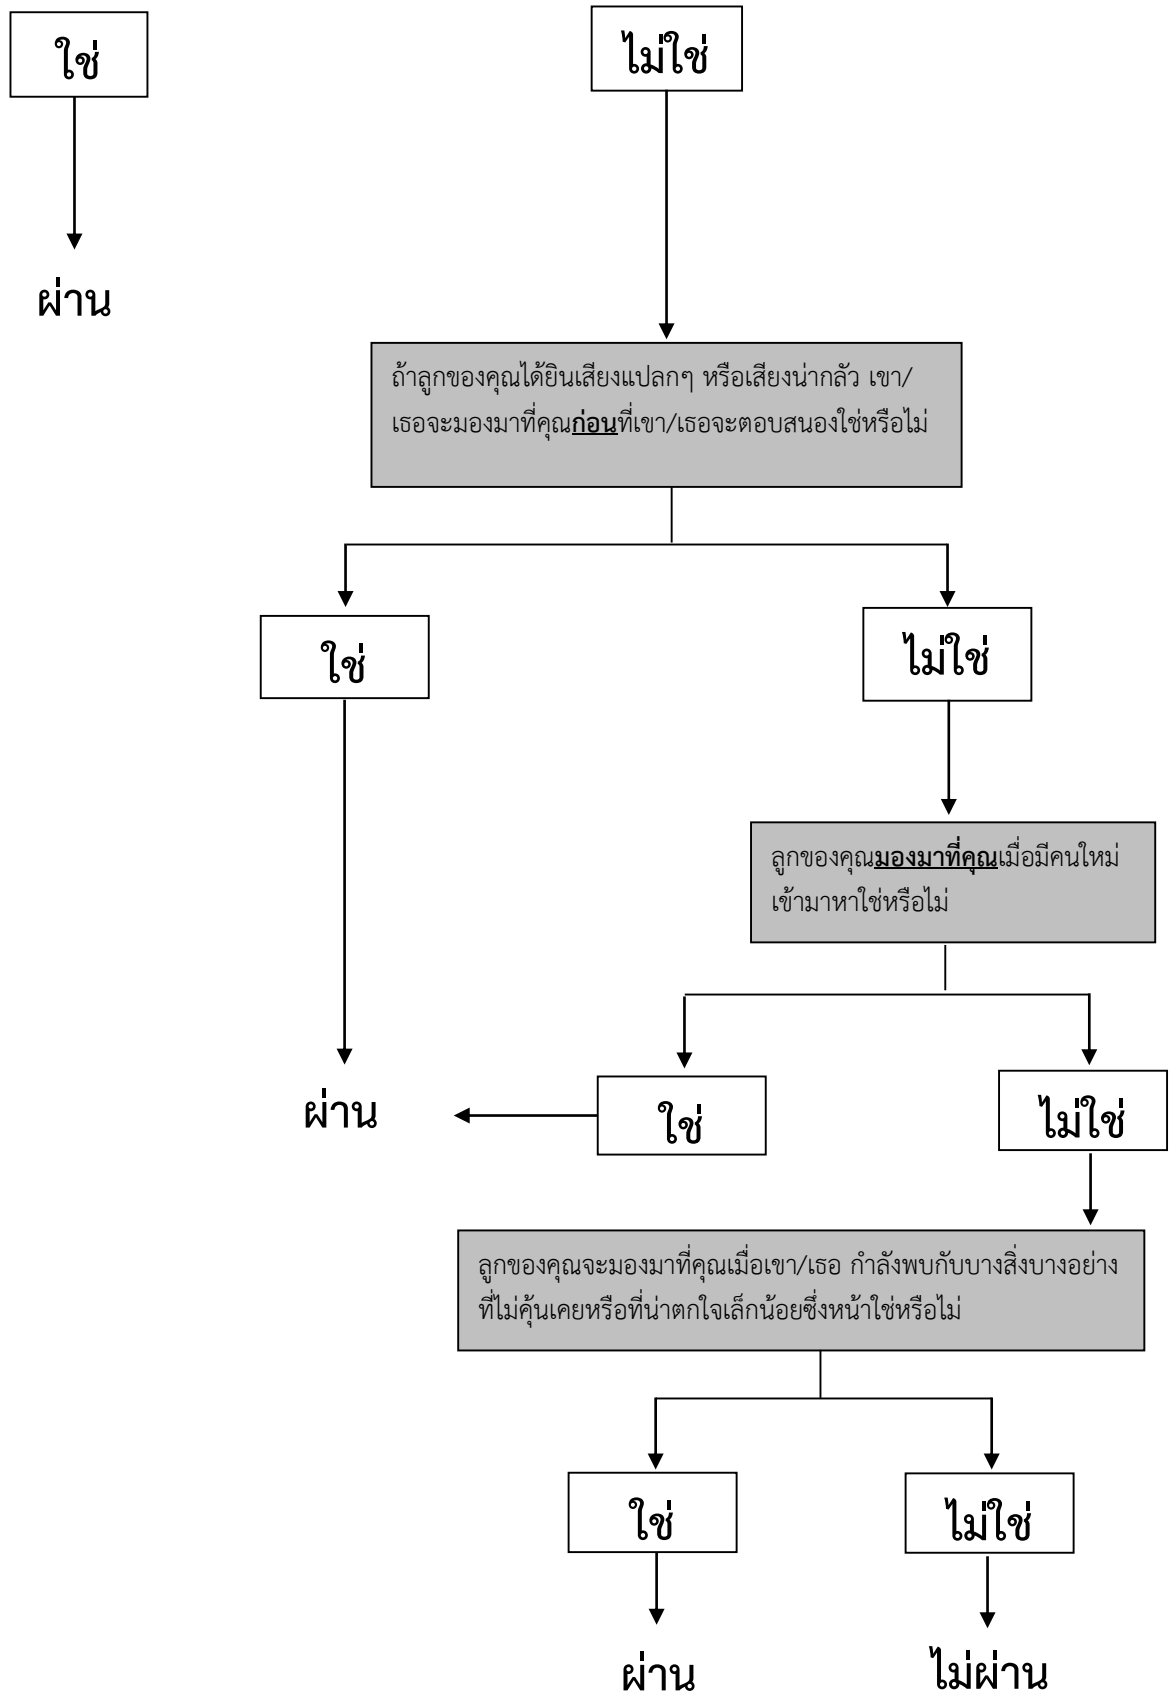 ใช่
ไม่ใช่
ผ่าน
ถ้าลูกของคุณได้ยินเสียงแปลกๆ หรือเสียงน่ากลัว เขา/
เธอจะมองมาที่คุณก่อนที่เขา/เธอจะตอบสนองใช่หรือไม่
ใช่
ไม่ใช่
ลูกของคุณมองมาที่คุณเมื่อมีคนใหม่
เข้ามาหาใช่หรือไม่
ผ่าน
ใช่
ไม่ใช่
ลูกของคุณจะมองมาที่คุณเมื่อเขา/เธอ กำลังพบกับบางสิ่งบางอย่าง
ที่ไม่คุ้นเคยหรือที่น่าตกใจเล็กน้อยซึ่งหน้าใช่หรือไม่
ใช่
ไม่ใช่
ผ่าน
ไม่ผ่าน